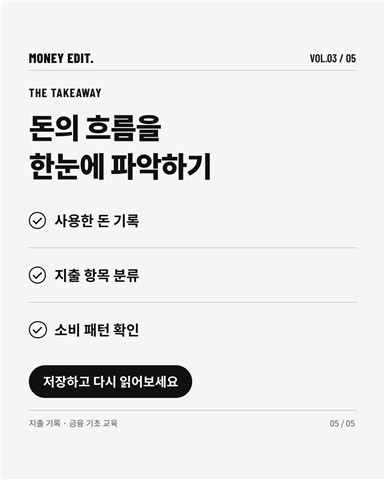 MONEY EDIT.
VOL.03 / 05
THE TAKEAWAY
돈의 흐름을
한눈에 파악하기
사용한 돈 기록
지출 항목 분류
소비 패턴 확인
저장하고 다시 읽어보세요
지출 기록 · 금융 기초 교육
05 / 05